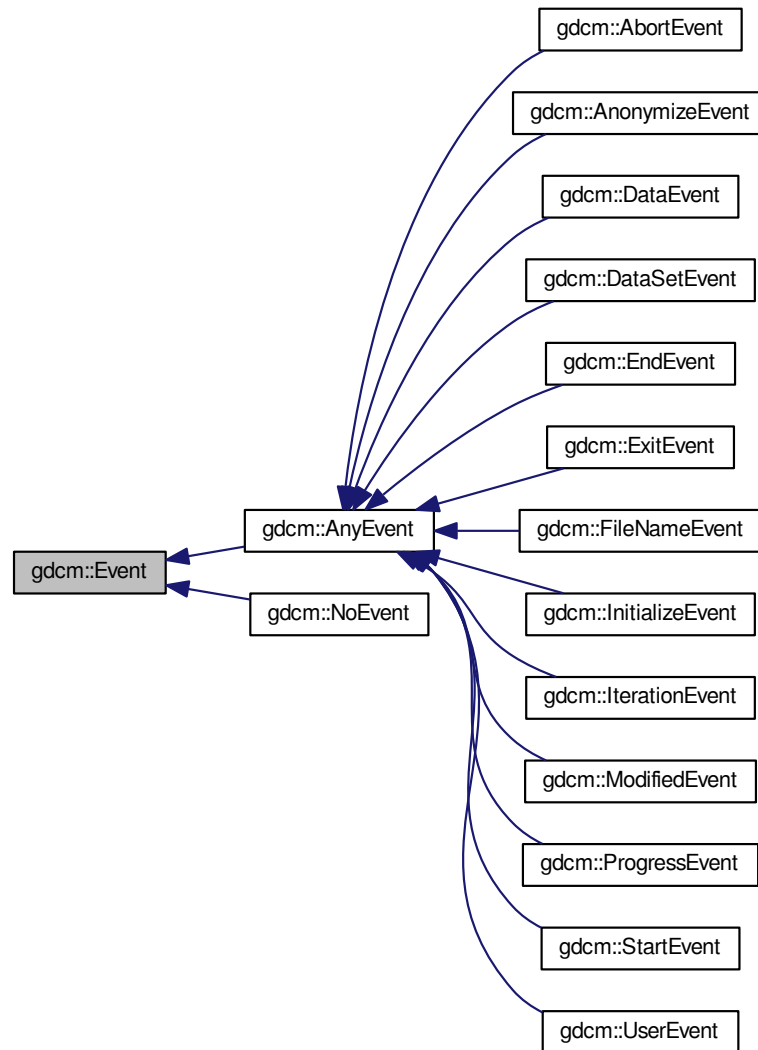 gdcm::AbortEvent
gdcm::AnonymizeEvent
gdcm::DataEvent
gdcm::DataSetEvent
gdcm::EndEvent
gdcm::ExitEvent
gdcm::AnyEvent
gdcm::FileNameEvent
gdcm::Event
gdcm::NoEvent
gdcm::InitializeEvent
gdcm::IterationEvent
gdcm::ModifiedEvent
gdcm::ProgressEvent
gdcm::StartEvent
gdcm::UserEvent